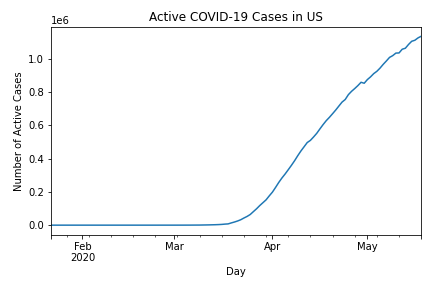 Active COVID-19 Cases in US
1e6
1.0
0.8
0.6
0.4
0.2
0.0
Number of Active Cases
Feb
2020
Mar
Apr
May
Day